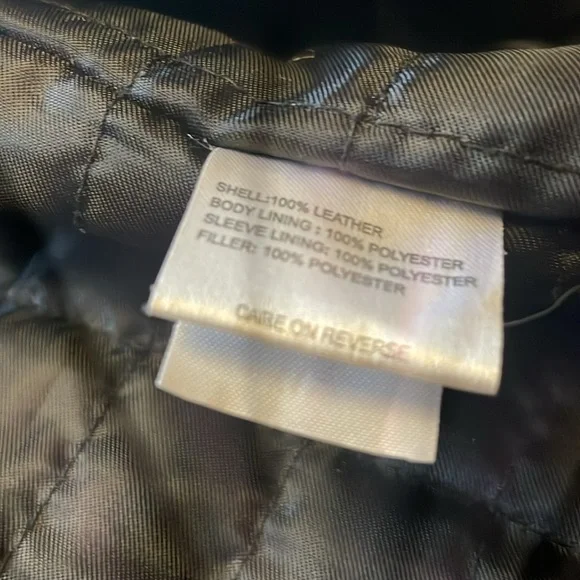 SHELL:100% LEATHER
BODY LINING : 100% POLYESTER
SLEEVE LINING: 100% POLYESTER
FILLER: 100% POLYESTER
CARE ON REVERSE